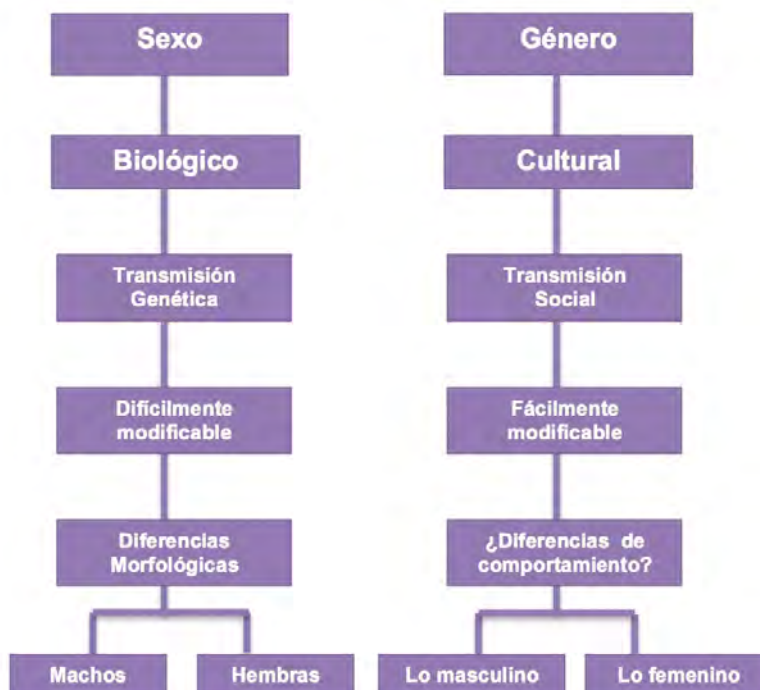 Sexo
Género
Biológico
Cultural
Transmisión
Genética
Transmisión
Social
Difícilmente
modificable
Fácilmente
modificable
Diferencias
Morfológicas
¿Diferencias de
comportamiento?
Machos
Hembras
Lo masculino
Lo femenino